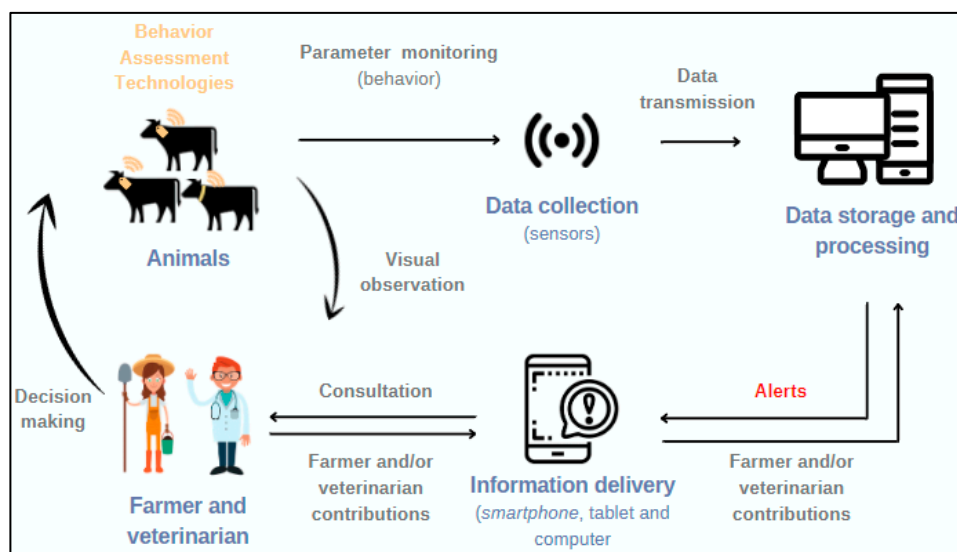 Behavior
Assessment
Technologies
Parameter monitoring
(behavior)
Data
transmission
Data collection
(sensors)
Data storage and
processing
Animals
Visual
observation
Decision
making
Consultation
Alerts
Farmer and/or
veterinarian
contributions
Farmer and
veterinarian
Information delivery
(smartphone, tablet and
computer
Farmer and/or
veterinarian
contributions